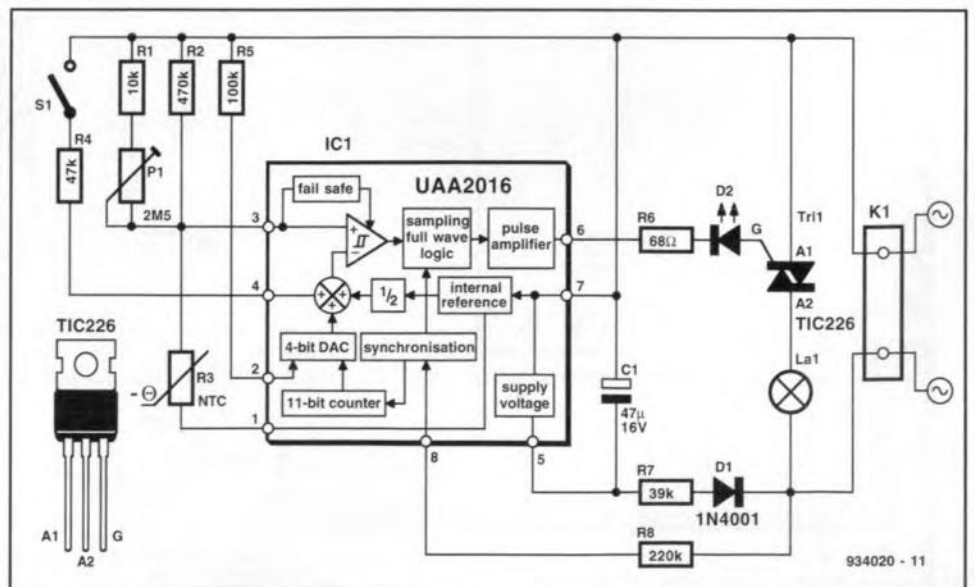 S1
R4
47k
R1
10k
P1
2M5
R2
470k
R5
100k
R3
NTC
-Θ
IC1
UAA2016
fail safe
sampling
full wave
logic
pulse
amplifier
1/2
internal
reference
4-bit DAC
synchronisation
11-bit counter
supply
voltage
+
-
+
+
+
3
4
2
1
8
5
7
6
R6
68Ω
D2
G
Tri1
A1
A2
TIC226
K1
La1
C1
47µ
16V
R7
39k
D1
1N4001
R8
220k
TIC226
A1
A2
G
934020 - 11